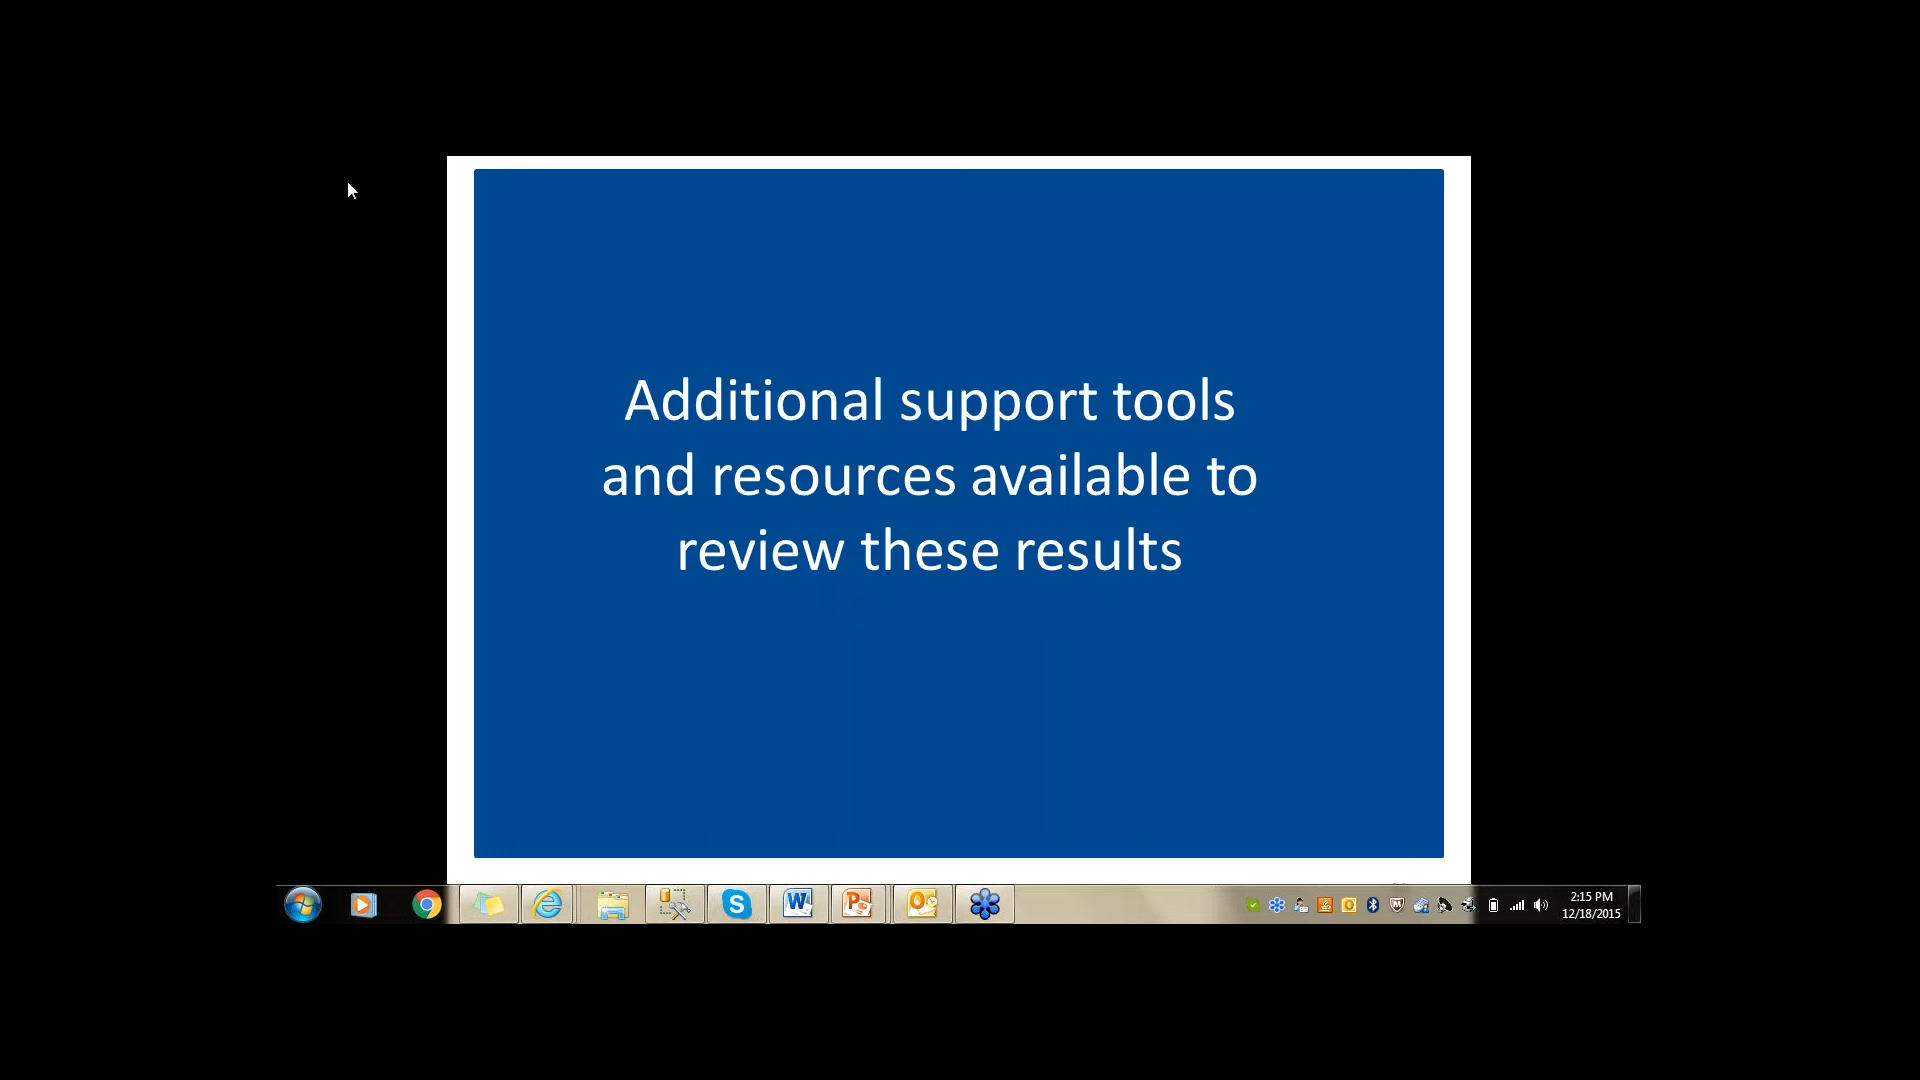 Additional support tools
and resources available to
review these results
2:15 PM
12/18/2015